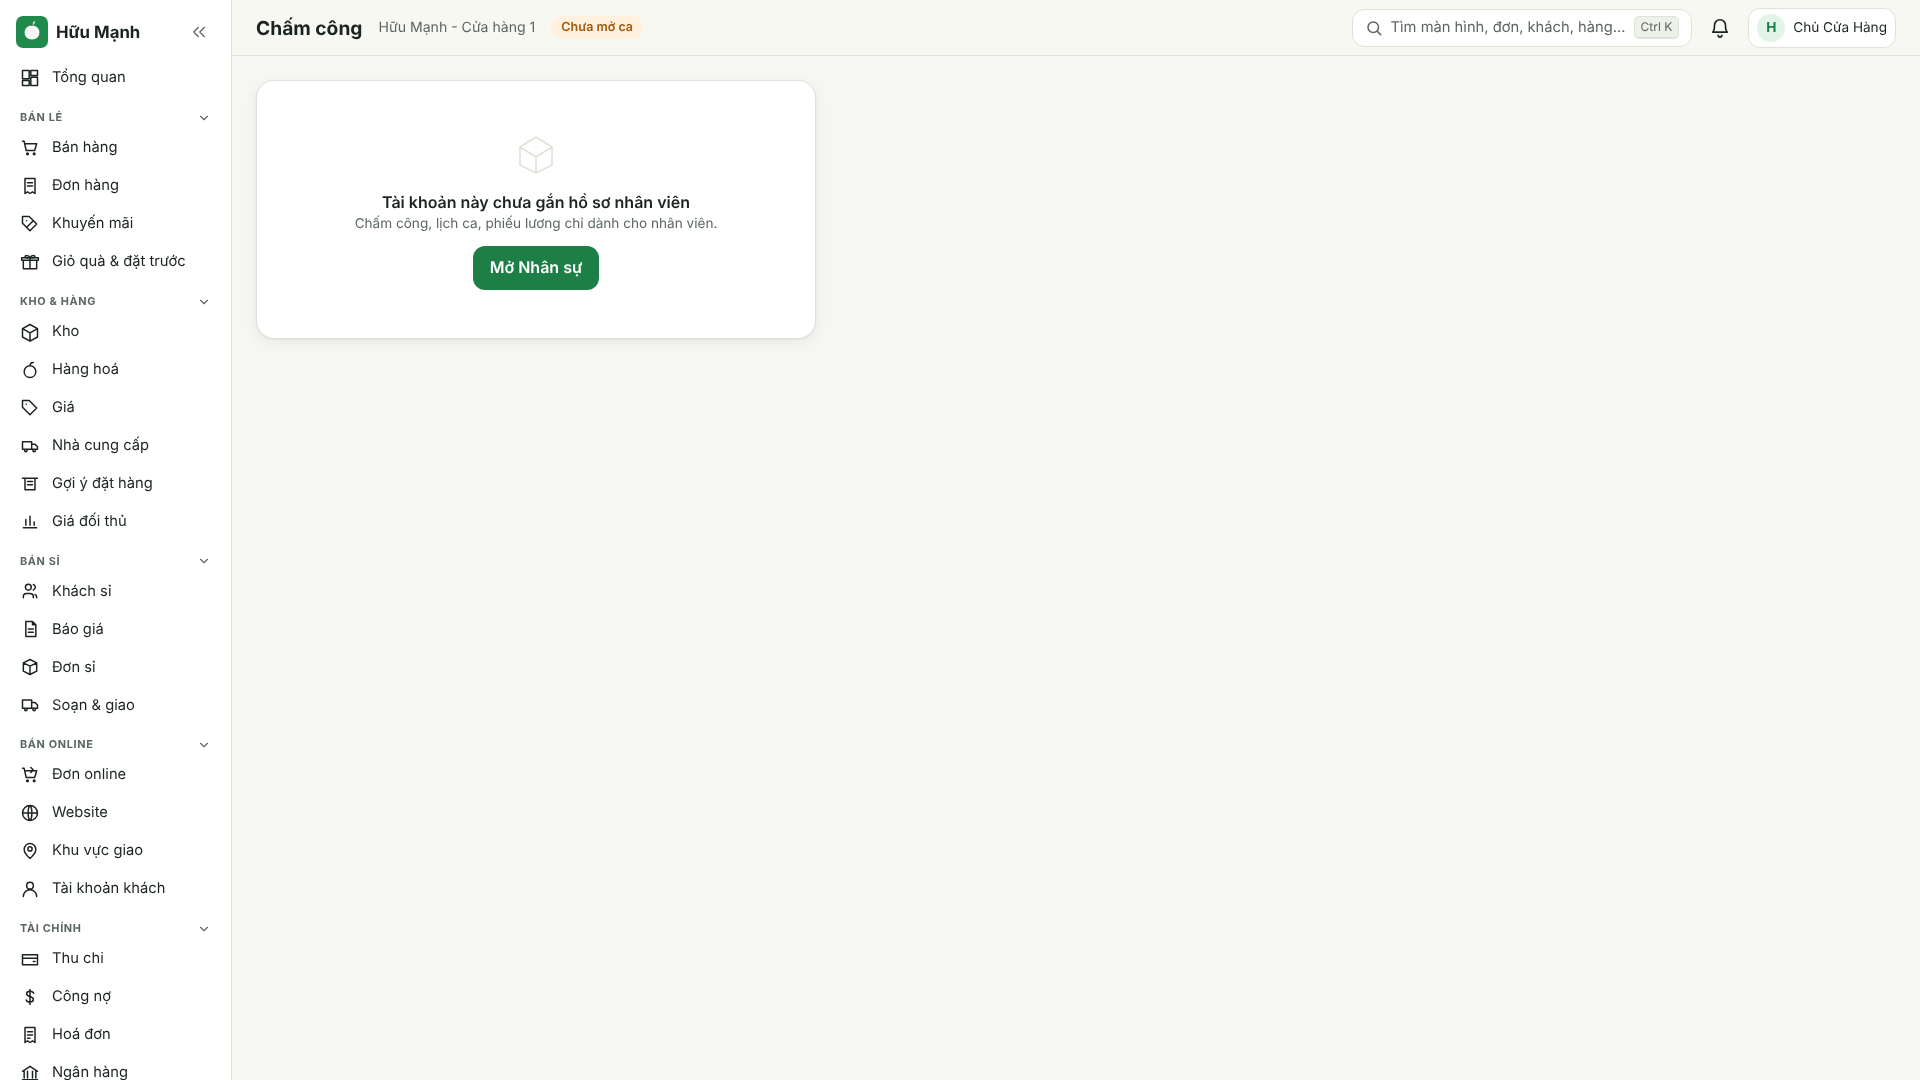 Hữu Mạnh
Tổng quan
BÁN LẺ
Bán hàng
Đơn hàng
Khuyến mãi
Giỏ quà & đặt trước
KHO & HÀNG
Kho
Hàng hoá
Giá
Nhà cung cấp
Gợi ý đặt hàng
Giá đối thủ
BÁN SỈ
Khách sỉ
Báo giá
Đơn sỉ
Soạn & giao
BÁN ONLINE
Đơn online
Website
Khu vực giao
Tài khoản khách
TÀI CHÍNH
Thu chi
Công nợ
Hoá đơn
Ngân hàng
Chấm công Hữu Mạnh - Cửa hàng 1 Chưa mở ca
Tìm màn hình, đơn, khách, hàng... Ctrl K
H Chủ Cửa Hàng
Tài khoản này chưa gắn hồ sơ nhân viên
Chấm công, lịch ca, phiếu lương chỉ dành cho nhân viên.
Mở Nhân sự